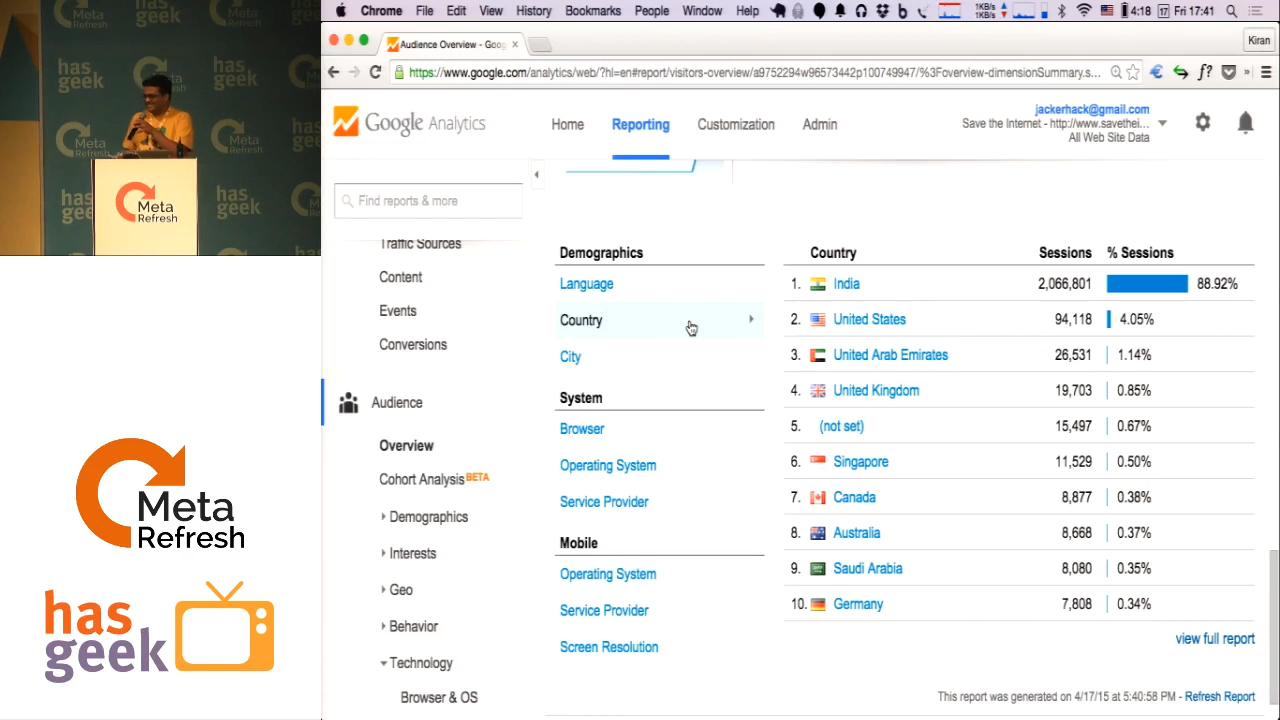 Chrome File Edit View History Bookmarks People Window Help 1KB/s 1KB/s 4:18 17 Fri 17:41
Audience Overview - Goog
Kiran
https://www.google.com/analytics/web/?hl=en#report/visitors-overview/a9752294w96573442p100749947/%3Foverview-dimensionSummary.s...
Google Analytics
Home Reporting Customization Admin
jackerhack@gmail.com
Save the Internet - http://www.savethei...
All Web Site Data
Find reports & more
Traffic Sources
Content
Events
Conversions
Audience
Overview
Cohort Analysis BETA
Demographics
Interests
Geo
Behavior
Technology
Browser & OS
Demographics
Language
Country
City
System
Browser
Operating System
Service Provider
Mobile
Operating System
Service Provider
Screen Resolution
Country Sessions % Sessions
1. India 2,066,801 88.92%
2. United States 94,118 4.05%
3. United Arab Emirates 26,531 1.14%
4. United Kingdom 19,703 0.85%
5. (not set) 15,497 0.67%
6. Singapore 11,529 0.50%
7. Canada 8,877 0.38%
8. Australia 8,668 0.37%
9. Saudi Arabia 8,080 0.35%
10. Germany 7,808 0.34%
view full report
This report was generated on 4/17/15 at 5:40:58 PM - Refresh Report
has
geek
Meta
Refresh
has
geek
Meta
Refresh
Meta
Refresh
has
geek